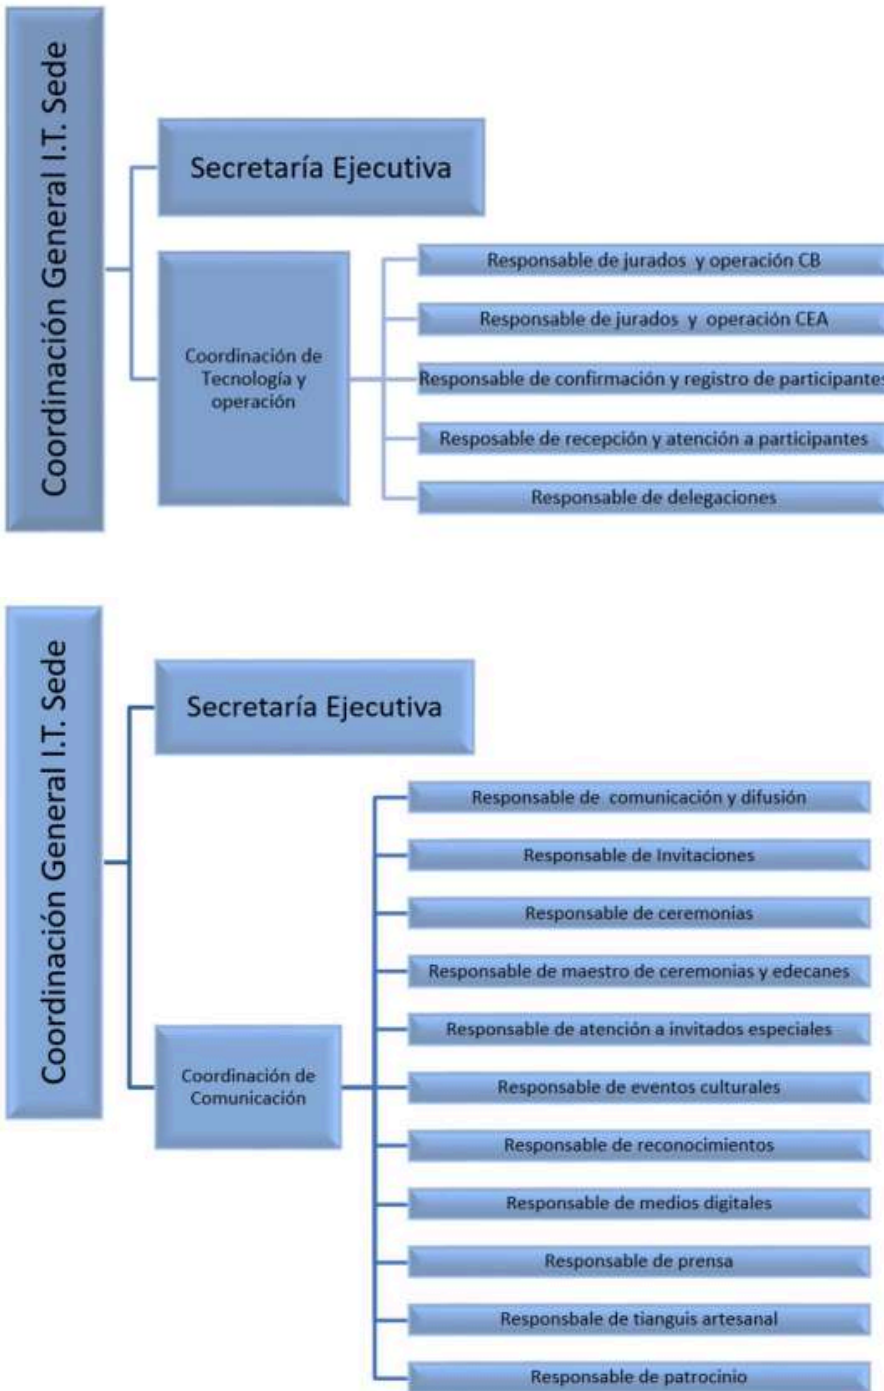 Coordinación General I.T. Sede
Secretaría Ejecutiva
Coordinación de
Tecnología y
operación
Responsable de jurados y operación CB
Responsable de jurados y operación CEA
Responsable de confirmación y registro de participantes
Resposable de recepción y atención a participantes
Responsable de delegaciones
Coordinación General I.T. Sede
Secretaría Ejecutiva
Coordinación de
Comunicación
Responsable de comunicación y difusión
Responsable de Invitaciones
Responsable de ceremonias
Responsable de maestro de ceremonias y edecanes
Responsable de atención a invitados especiales
Responsable de eventos culturales
Responsable de reconocimientos
Responsable de medios digitales
Responsable de prensa
Responsbale de tianguis artesanal
Responsable de patrocinio